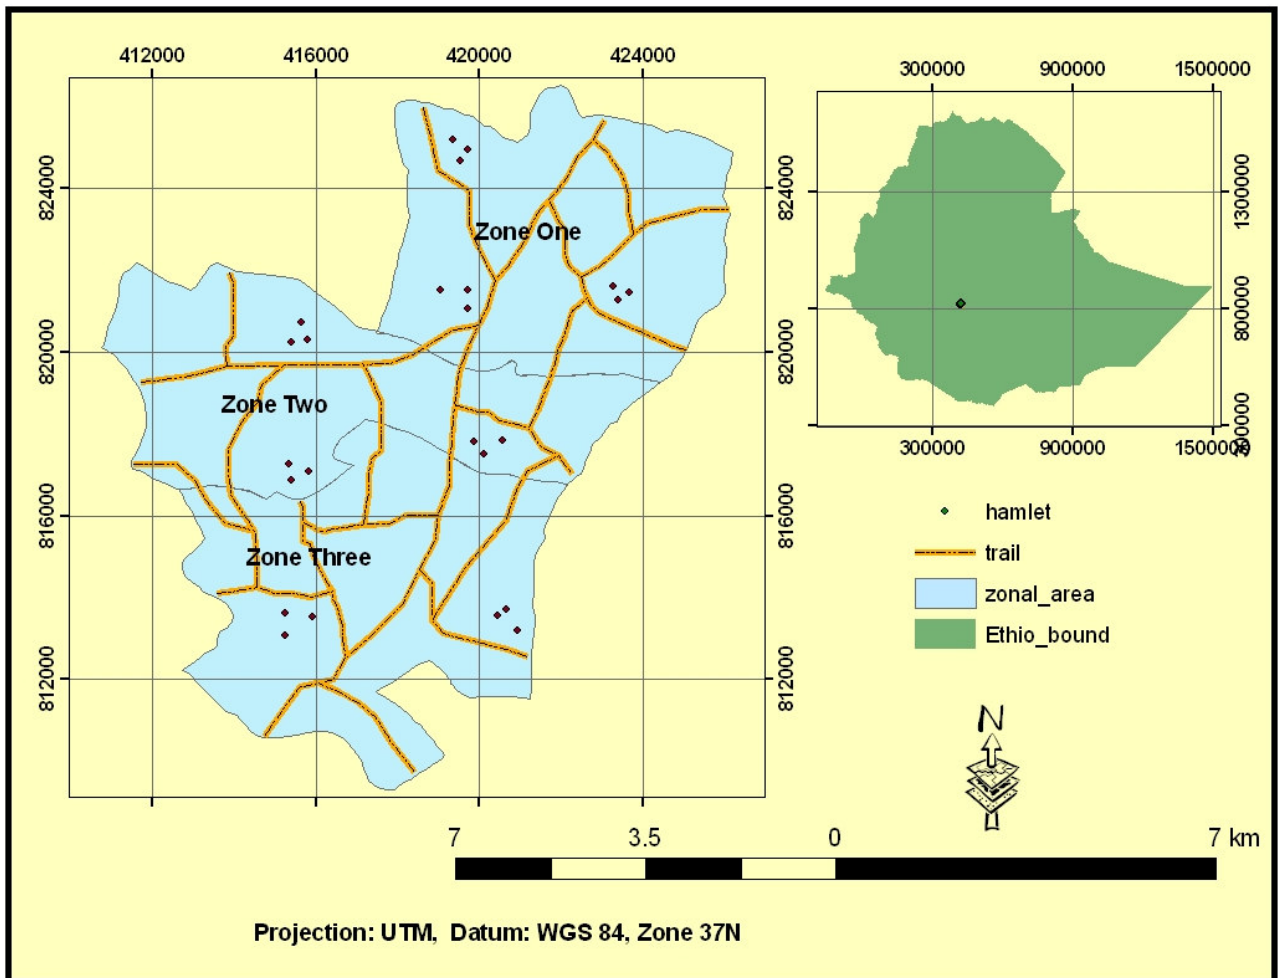 412000 416000 420000 424000
300000 900000 1500000
824000 824000
1300000
Zone One
820000 820000
800000
Zone Two
300000
300000 900000 1500000
816000 816000
hamlet
Zone Three
trail
zonal_area
Ethio_bound
812000 812000
N
7 3.5 0 7 km
Projection: UTM, Datum: WGS 84, Zone 37N